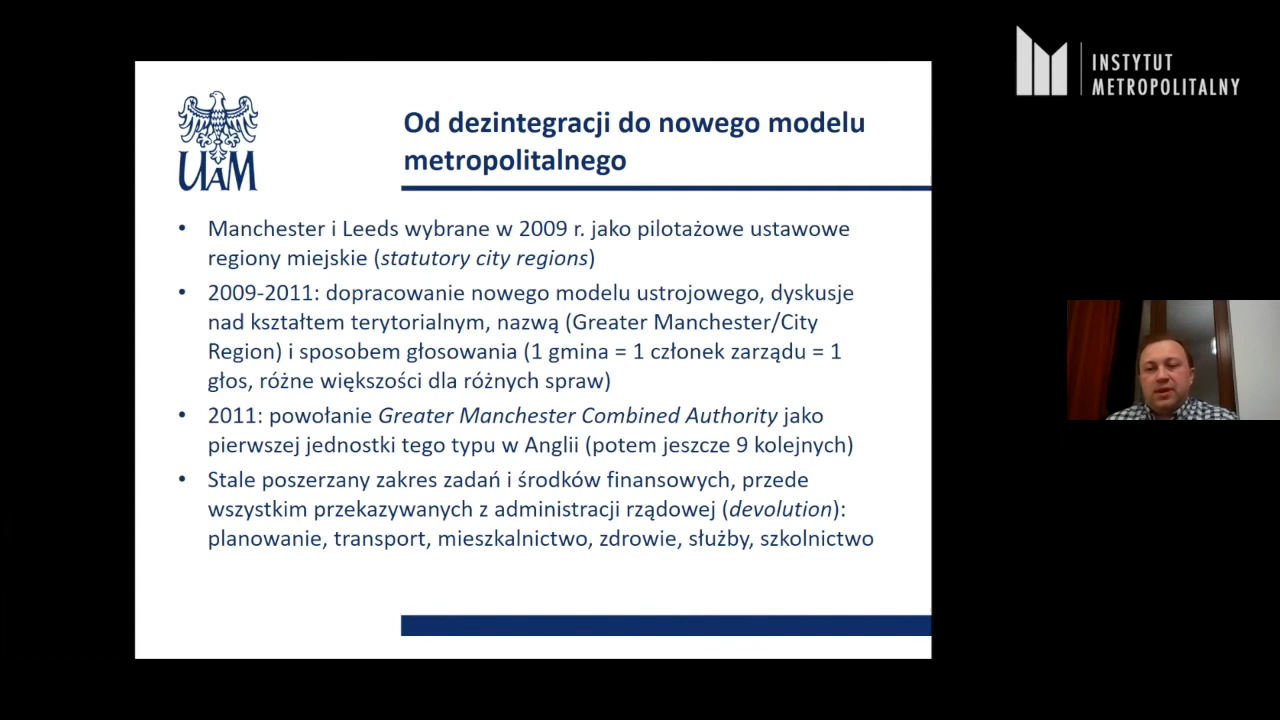 INSTYTUT
METROPOLITALNY
UAM
Od dezintegracji do nowego modelu
metropolitalnego
• Manchester i Leeds wybrane w 2009 r. jako pilotażowe ustawowe
regiony miejskie (statutory city regions)
• 2009-2011: dopracowanie nowego modelu ustrojowego, dyskusje
nad kształtem terytorialnym, nazwą (Greater Manchester/City
Region) i sposobem głosowania (1 gmina = 1 członek zarządu = 1
głos, różne większości dla różnych spraw)
• 2011: powołanie Greater Manchester Combined Authority jako
pierwszej jednostki tego typu w Anglii (potem jeszcze 9 kolejnych)
• Stale poszerzany zakres zadań i środków finansowych, przede
wszystkim przekazywanych z administracji rządowej (devolution):
planowanie, transport, mieszkalnictwo, zdrowie, służby, szkolnictwo